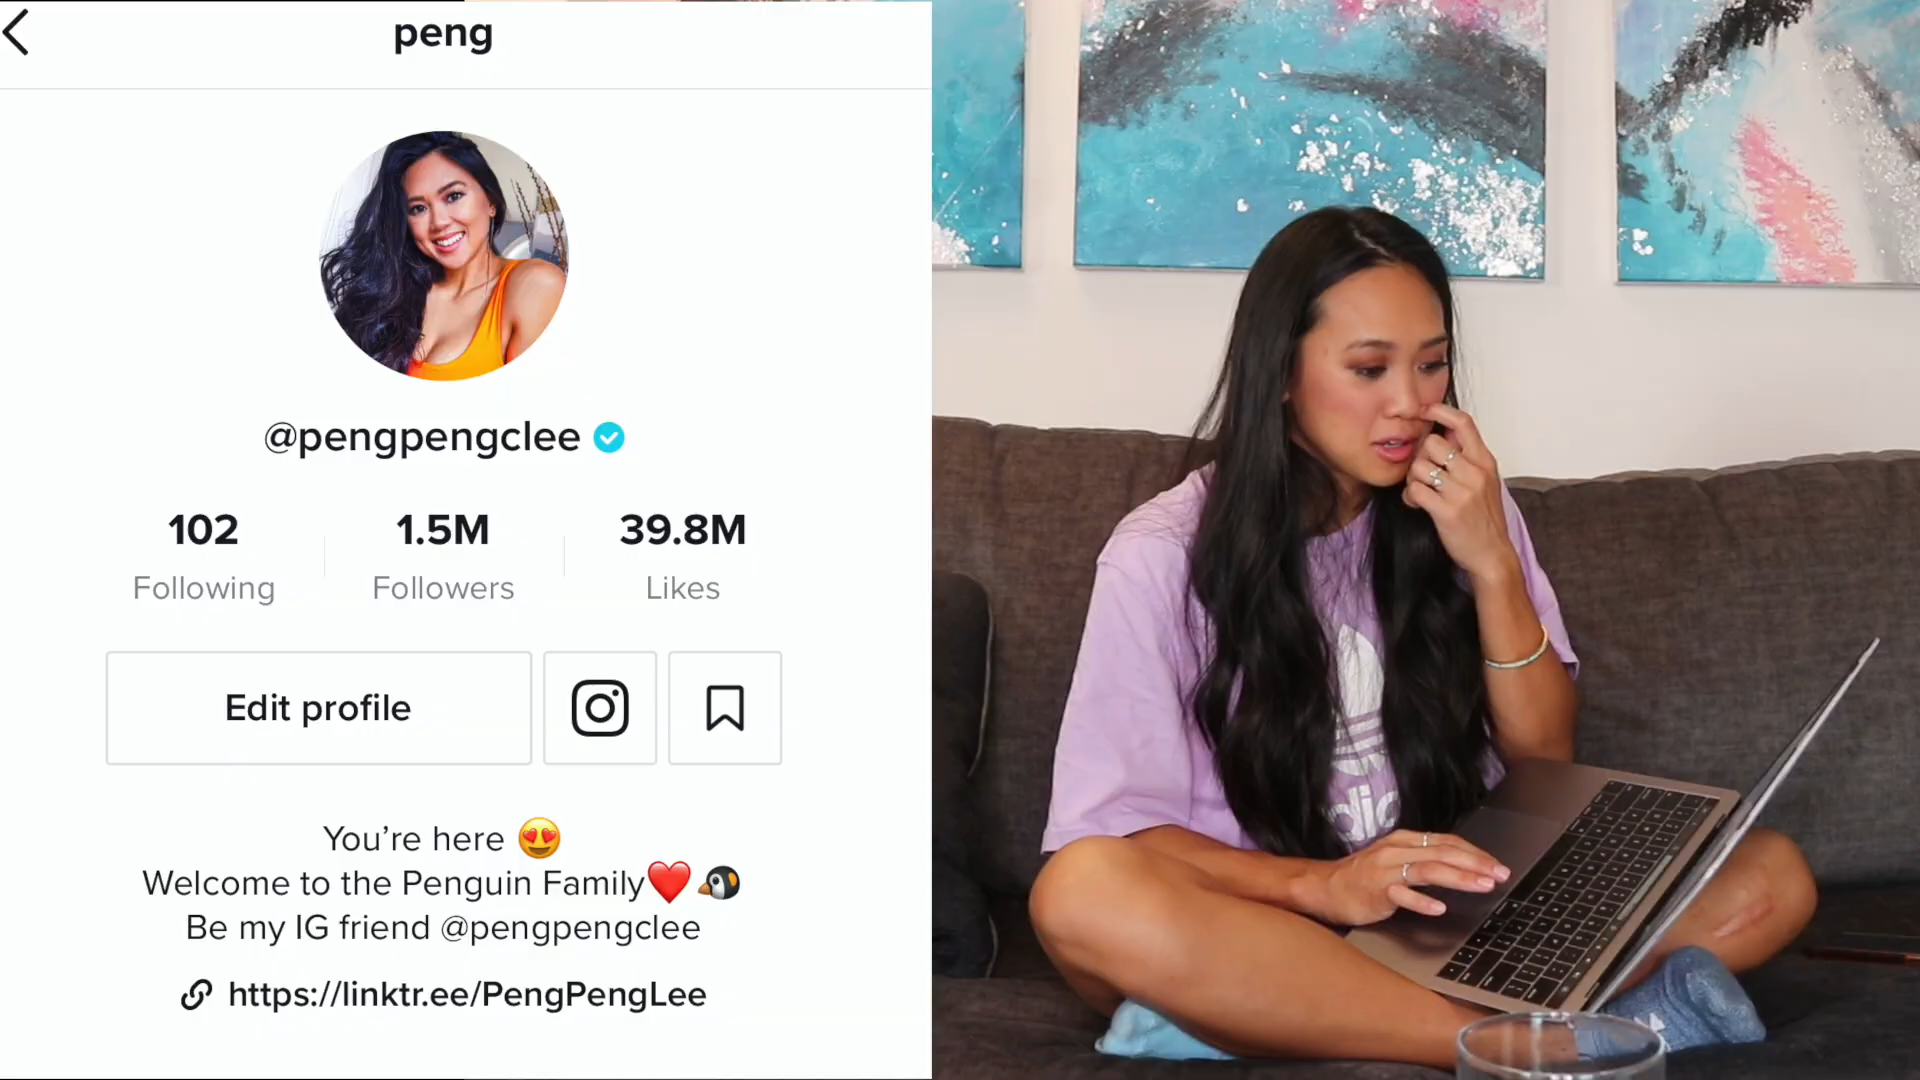 peng
@pengpengclee
102 1.5M 39.8M
Following Followers Likes
Edit profile
You're here 😍
Welcome to the Penguin Family❤️🐧
Be my IG friend @pengpengclee
https://linktr.ee/PengPengLee